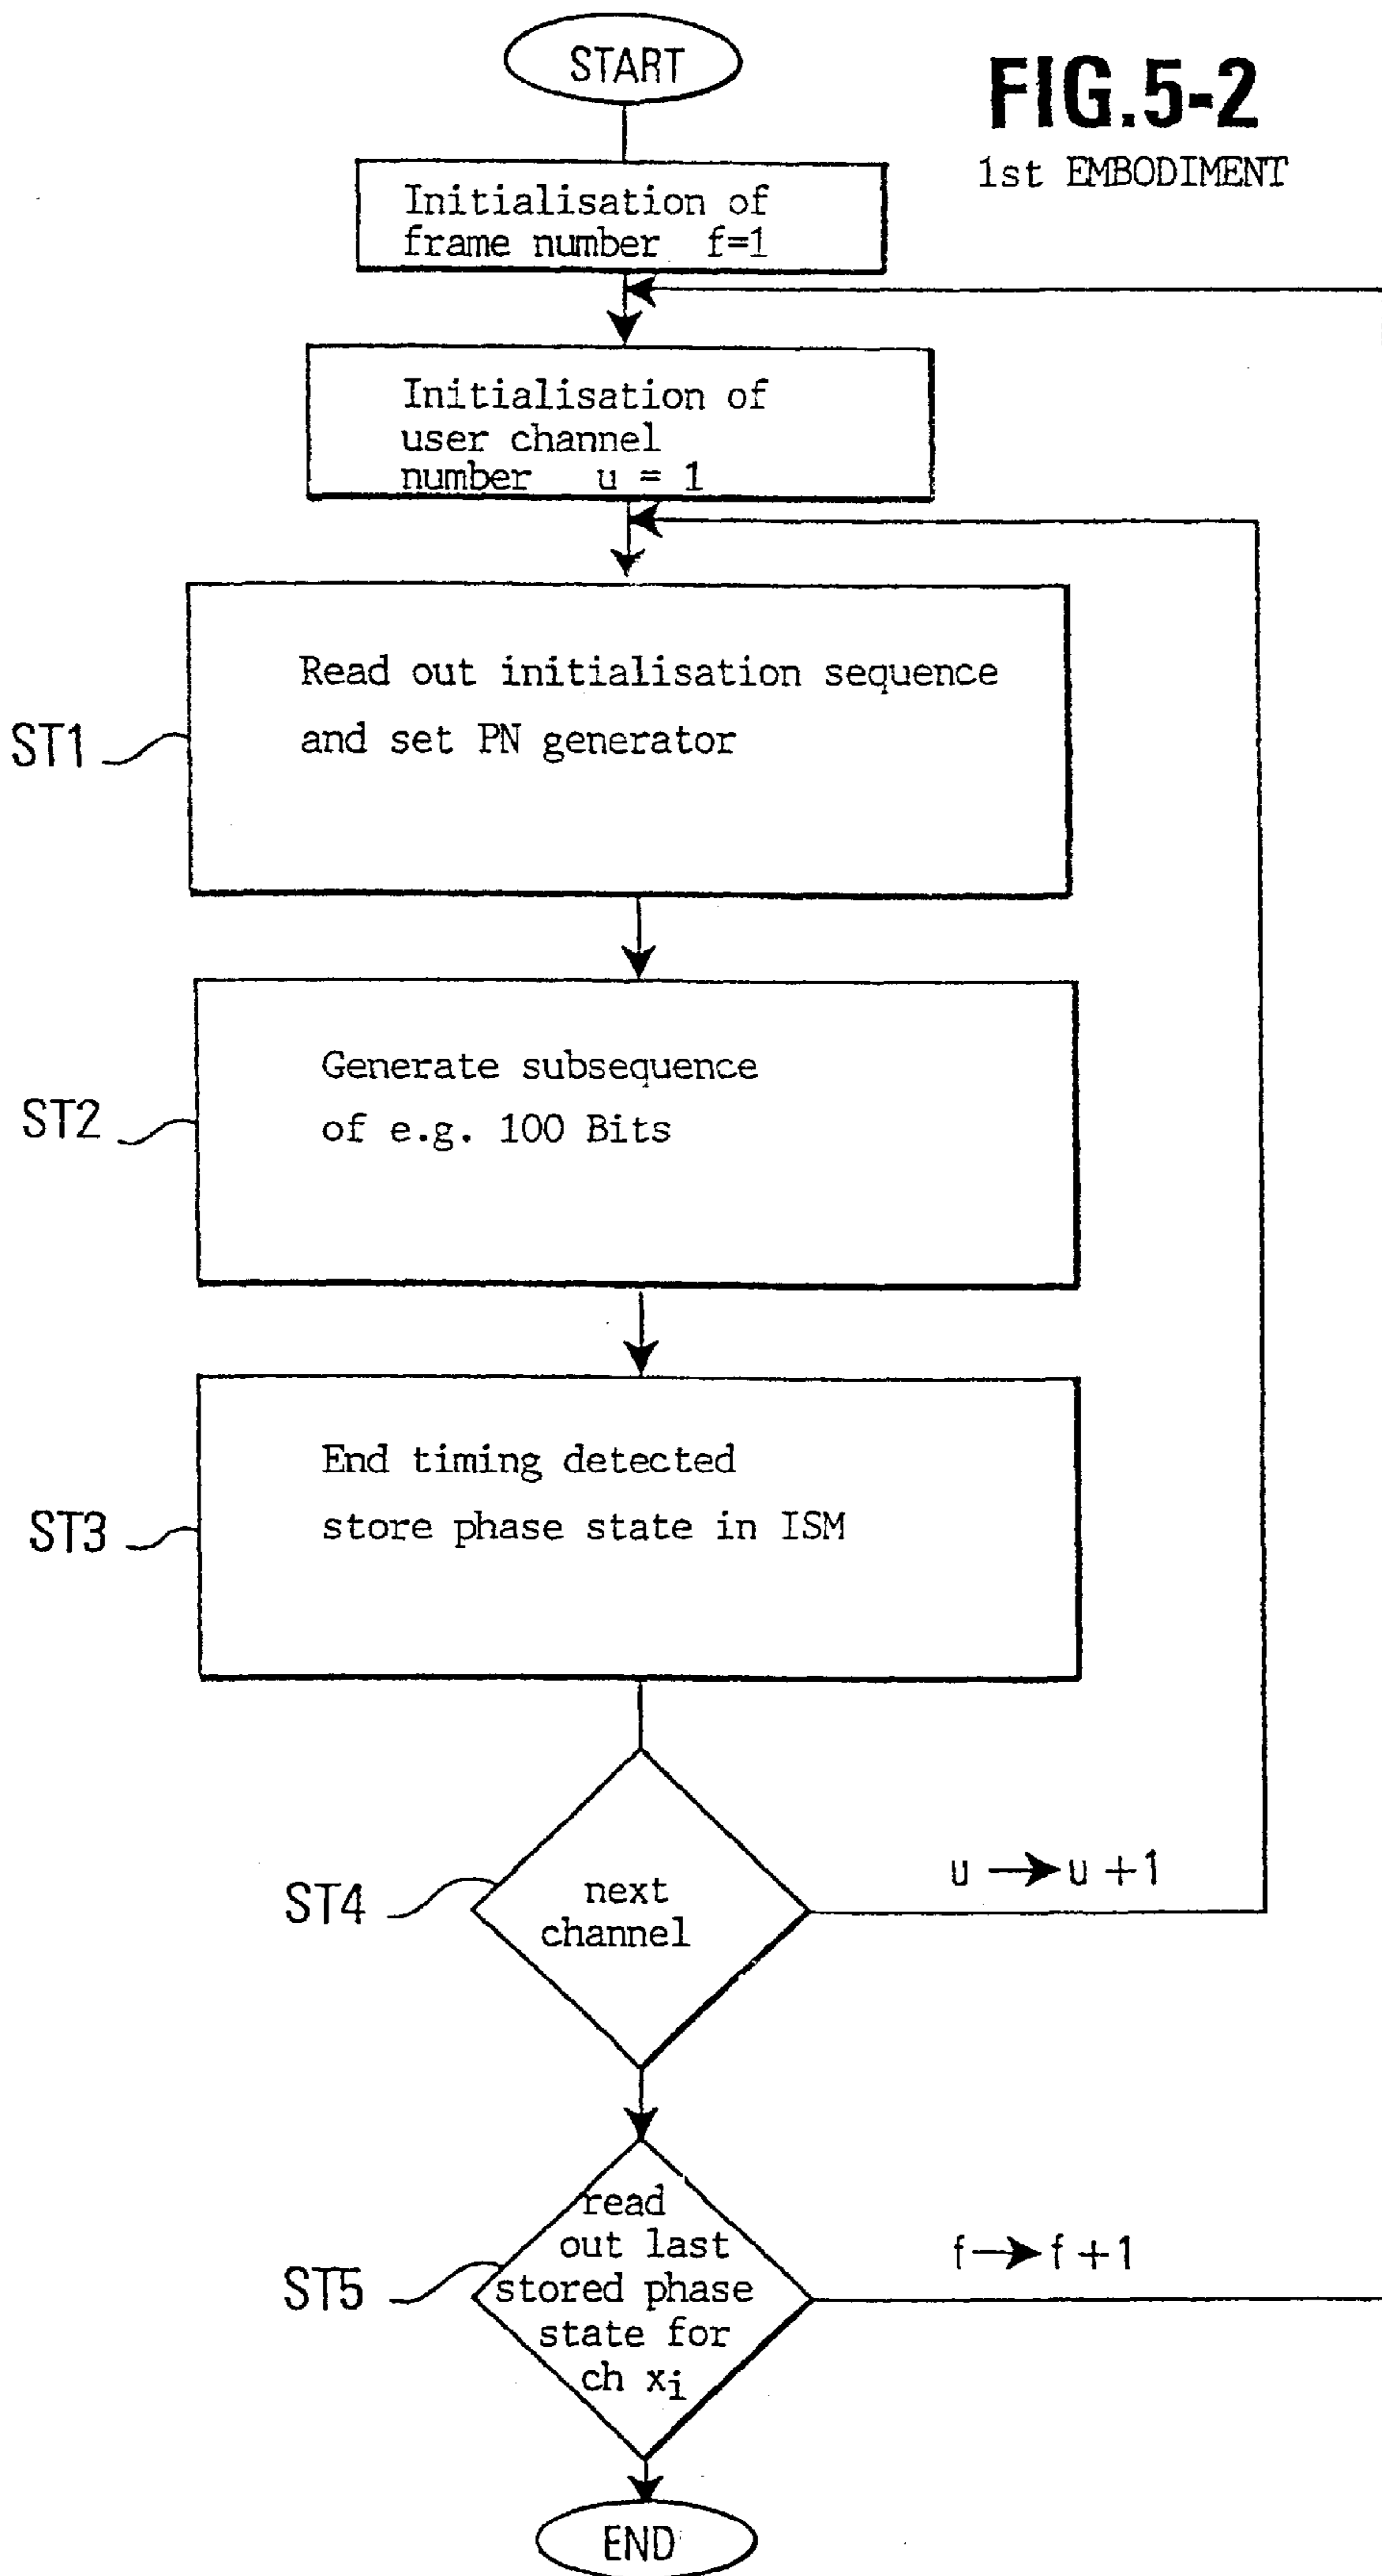 START
FIG.5-2
1st EMBODIMENT
Initialisation of
frame number f=1
Initialisation of
user channel
number u = 1
ST1
Read out initialisation sequence
and set PN generator
ST2
Generate subsequence
of e.g. 100 Bits
ST3
End timing detected
store phase state in ISM
ST4
next
channel
u → u +1
ST5
read
out last
stored phase
state for
ch xi
f → f +1
END